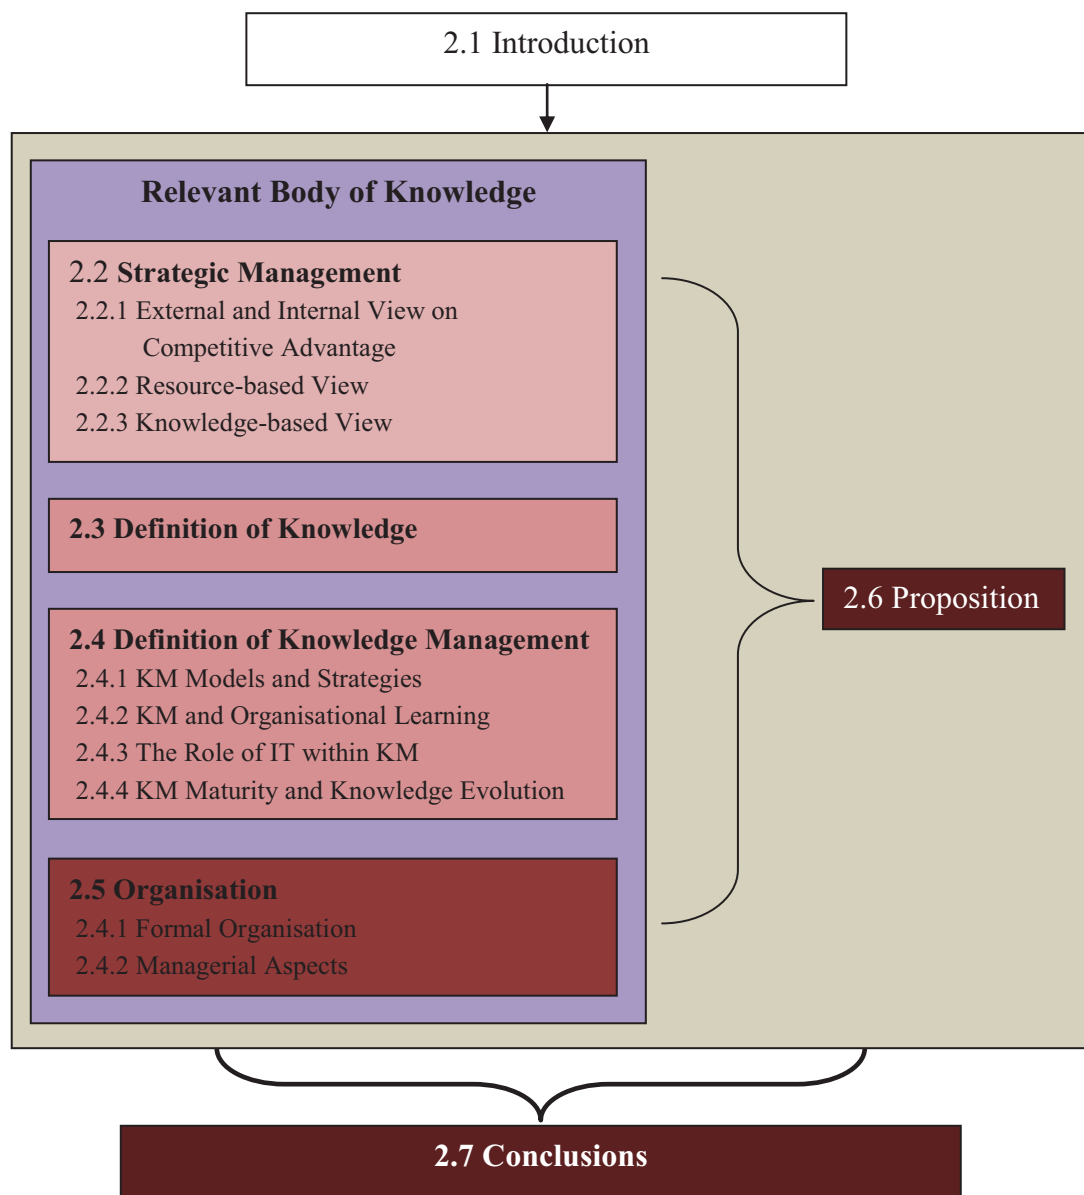 2.1 Introduction
Relevant Body of Knowledge
2.2 Strategic Management
2.2.1 External and Internal View on
Competitive Advantage
2.2.2 Resource-based View
2.2.3 Knowledge-based View
2.3 Definition of Knowledge
2.4 Definition of Knowledge Management
2.4.1 KM Models and Strategies
2.4.2 KM and Organisational Learning
2.4.3 The Role of IT within KM
2.4.4 KM Maturity and Knowledge Evolution
2.5 Organisation
2.4.1 Formal Organisation
2.4.2 Managerial Aspects
2.6 Proposition
2.7 Conclusions